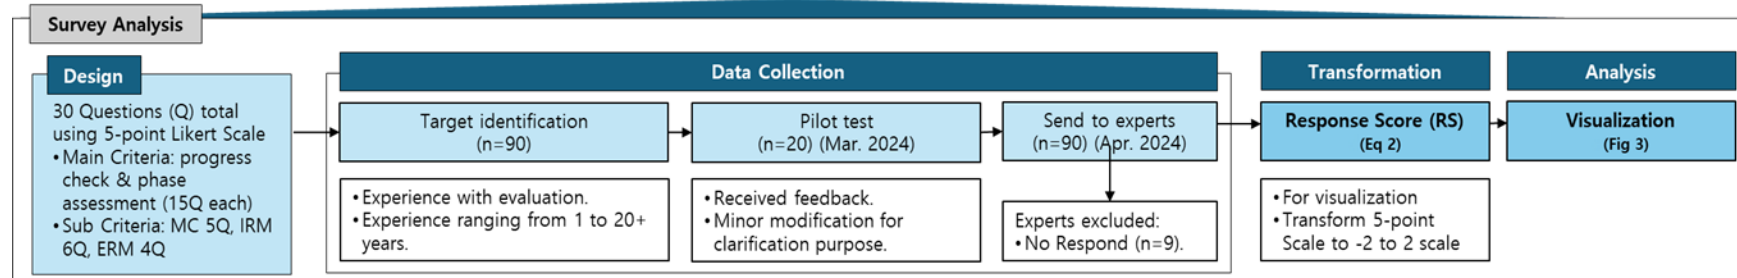 Survey Analysis
Design
30 Questions (Q) total
using 5-point Likert Scale
•Main Criteria: progress
check & phase
assessment (15Q each)
•Sub Criteria: MC 5Q, IRM
6Q, ERM 4Q
Data Collection
Target identification
(n=90)
•Experience with evaluation.
•Experience ranging from 1 to 20+
years.
Pilot test
(n=20) (Mar. 2024)
•Received feedback.
•Minor modification for
clarification purpose.
Send to experts
(n=90) (Apr. 2024)
Experts excluded:
•No Respond (n=9).
Transformation
Response Score (RS)
(Eq 2)
•For visualization
•Transform 5-point
Scale to -2 to 2 scale
Analysis
Visualization
(Fig 3)